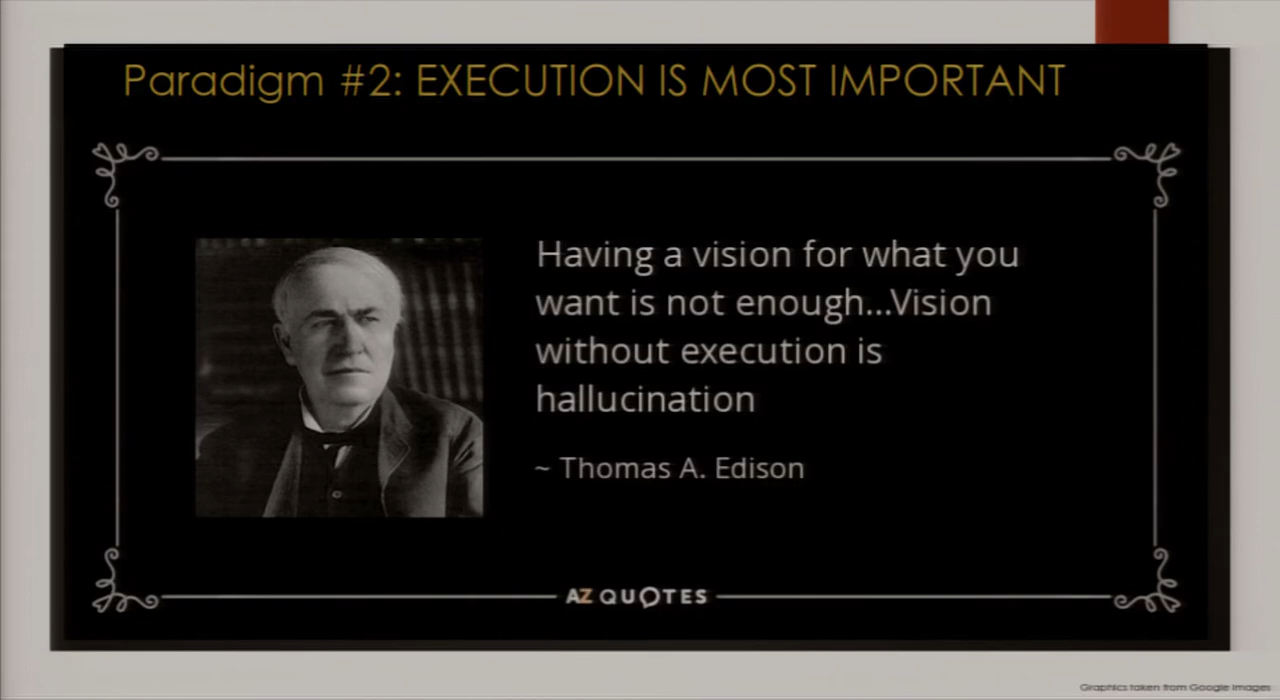 Paradigm #2: EXECUTION IS MOST IMPORTANT
Having a vision for what you
want is not enough...Vision
without execution is
hallucination
~ Thomas A. Edison
AZ QUOTES
Graphics taken from Google Images